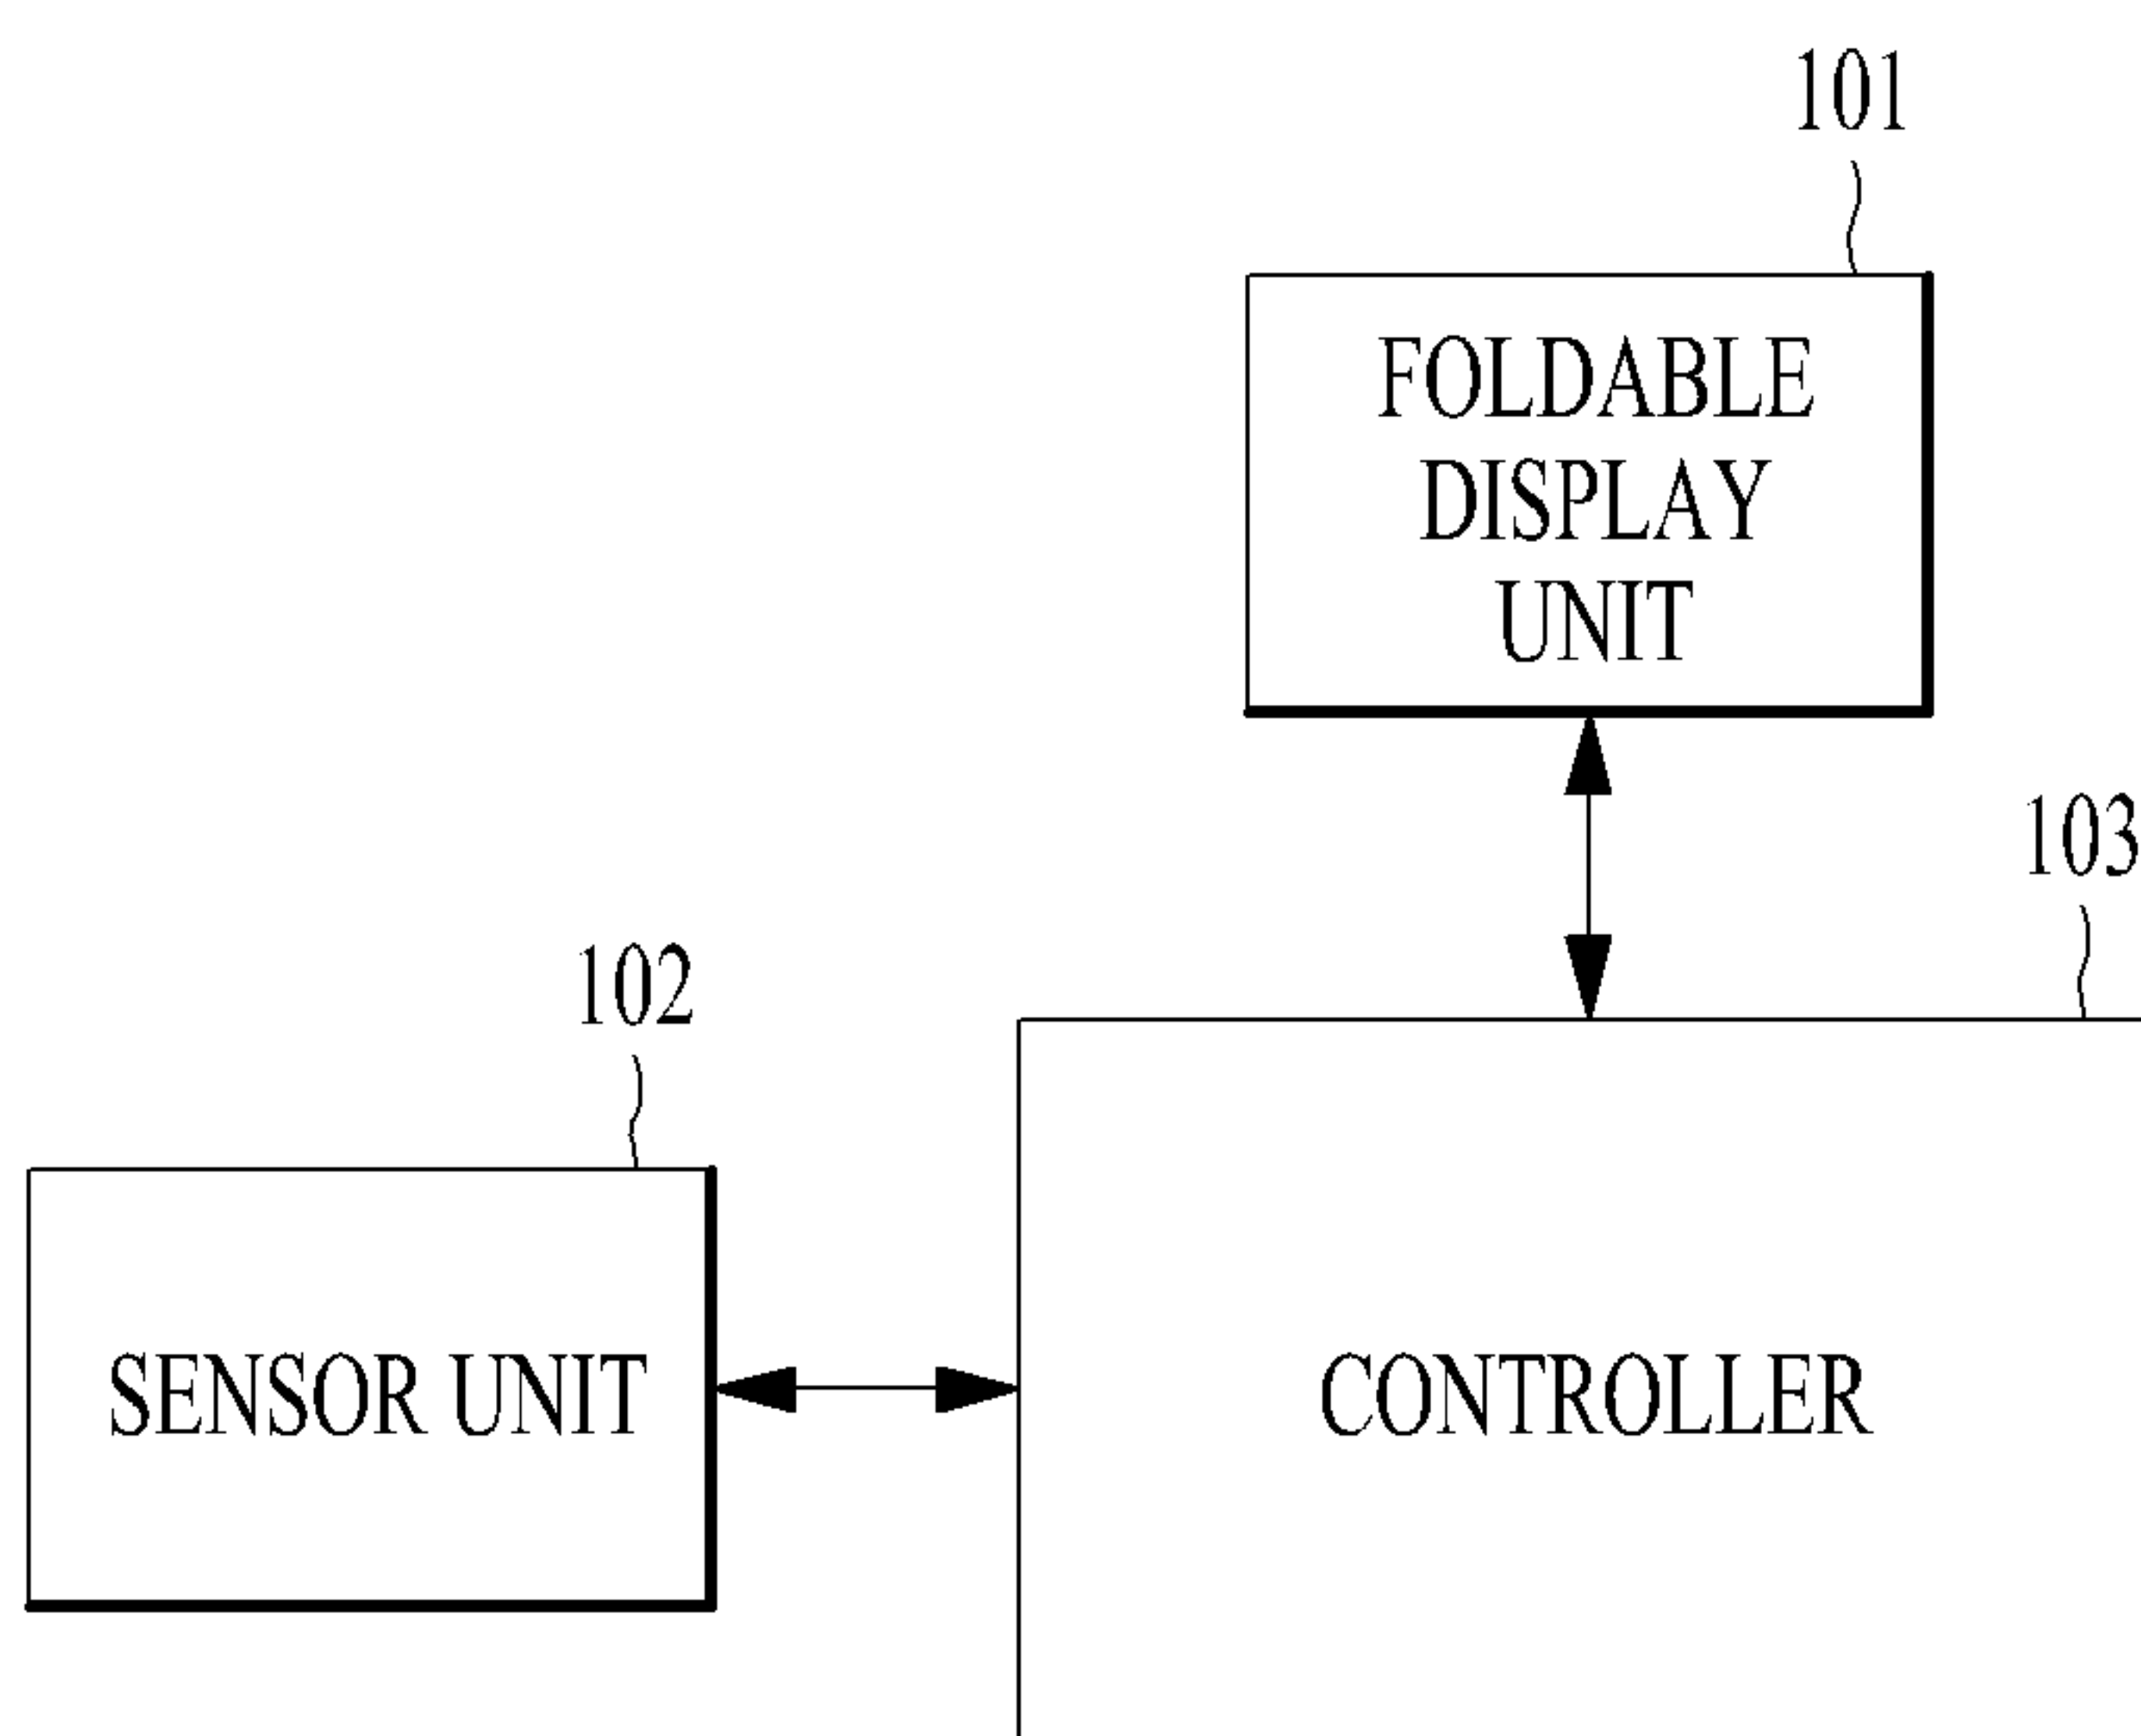 101
FOLDABLE
DISPLAY
UNIT
103
102
SENSOR UNIT
CONTROLLER